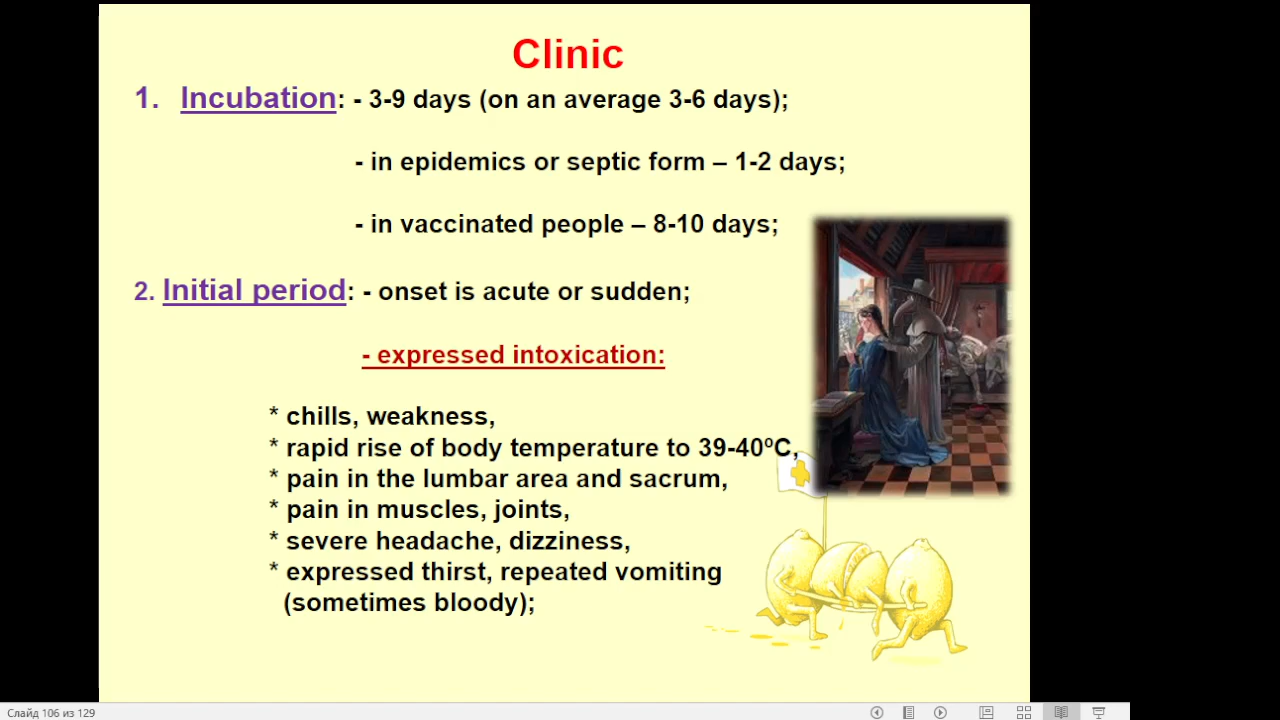 Clinic
1. Incubation: - 3-9 days (on an average 3-6 days);
- in epidemics or septic form – 1-2 days;
- in vaccinated people – 8-10 days;
2. Initial period: - onset is acute or sudden;
- expressed intoxication:
* chills, weakness,
* rapid rise of body temperature to 39-40ºC,
* pain in the lumbar area and sacrum,
* pain in muscles, joints,
* severe headache, dizziness,
* expressed thirst, repeated vomiting
(sometimes bloody);
Слайд 106 из 129